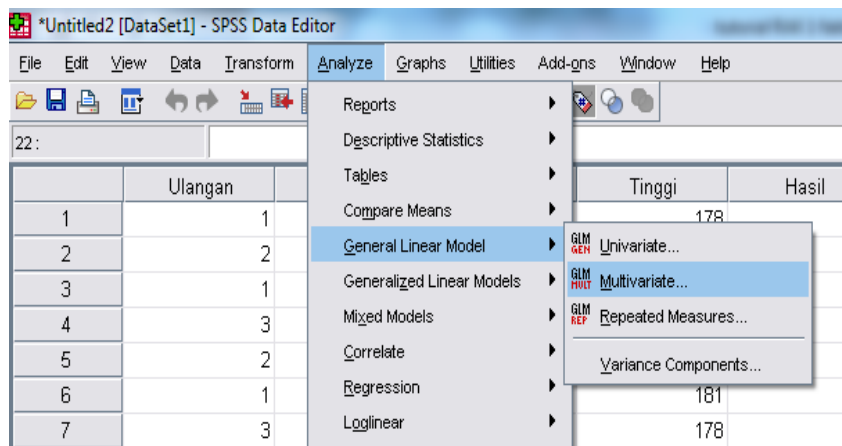 *Untitled2 [DataSet1] - SPSS Data Editor
File Edit View Data Transform Analyze Graphs Utilities Add-ons Window Help
22 :
Ulangan Tinggi Hasil
Reports
Descriptive Statistics
Tables
Compare Means
General Linear Model
Generalized Linear Models
Mixed Models
Correlate
Regression
Loglinear
GLM GEN Univariate...
GLM MULT Multivariate...
GLM REP Repeated Measures...
Variance Components...
1 1 178
2 2
3 1
4 3
5 2
6 1 181
7 3 178